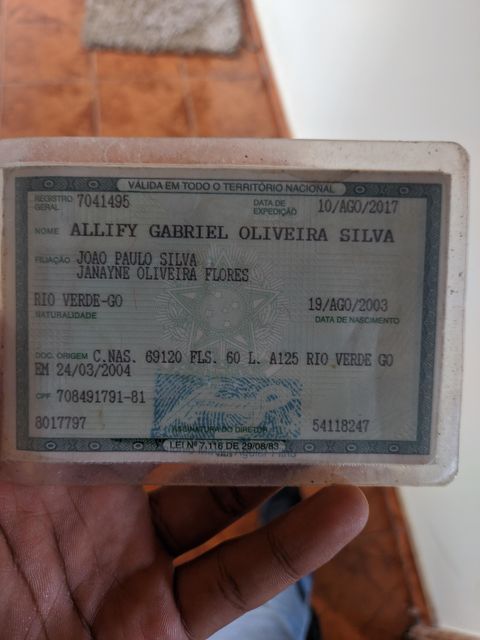 VÁLIDA EM TODO O TERRITÓRIO NACIONAL
REGISTRO GERAL 7041495 DATA DE EXPEDIÇÃO 10/AGO/2017
NOME ALLIFY GABRIEL OLIVEIRA SILVA
FILIAÇÃO JOAO PAULO SILVA
JANAYNE OLIVEIRA FLORES
RIO VERDE-GO 19/AGO/2003
NATURALIDADE DATA DE NASCIMENTO
DOC. ORIGEM C.NAS. 69120 FLS. 60 L. A125 RIO VERDE GO
EM 24/03/2004
CPF 708491791-81
8017797 ASSINATURA DO DIRETOR 54118247
LEI Nº 7.116 DE 29/08/83